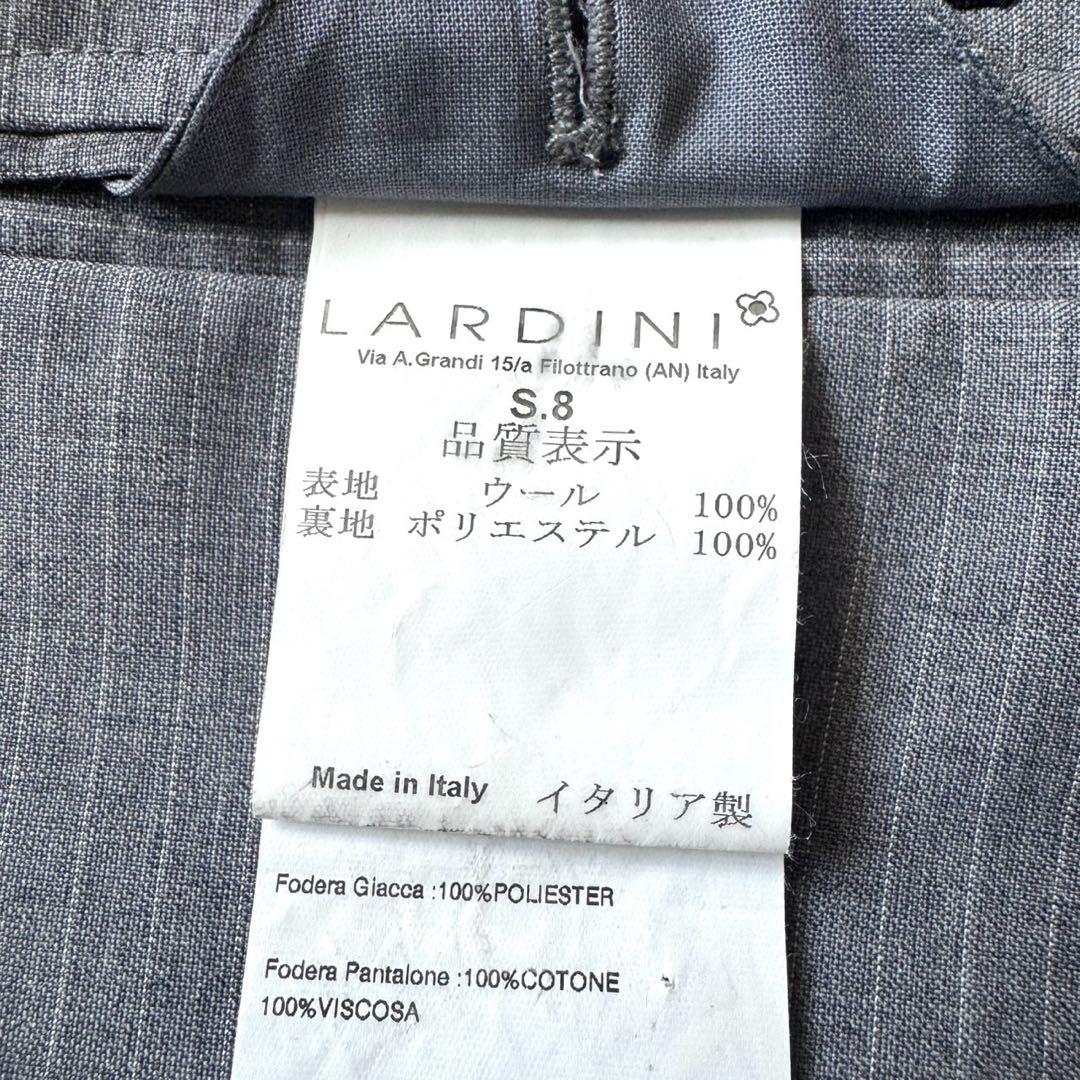 LARDINI
Via A.Grandi 15/a Filottrano (AN) Italy
S.8
品質表示
表地 ウール 100%
裏地 ポリエステル 100%
Made in Italy イタリア製
Fodera Giacca :100%POLIESTER
Fodera Pantalone :100%COTONE
100%VISCOSA